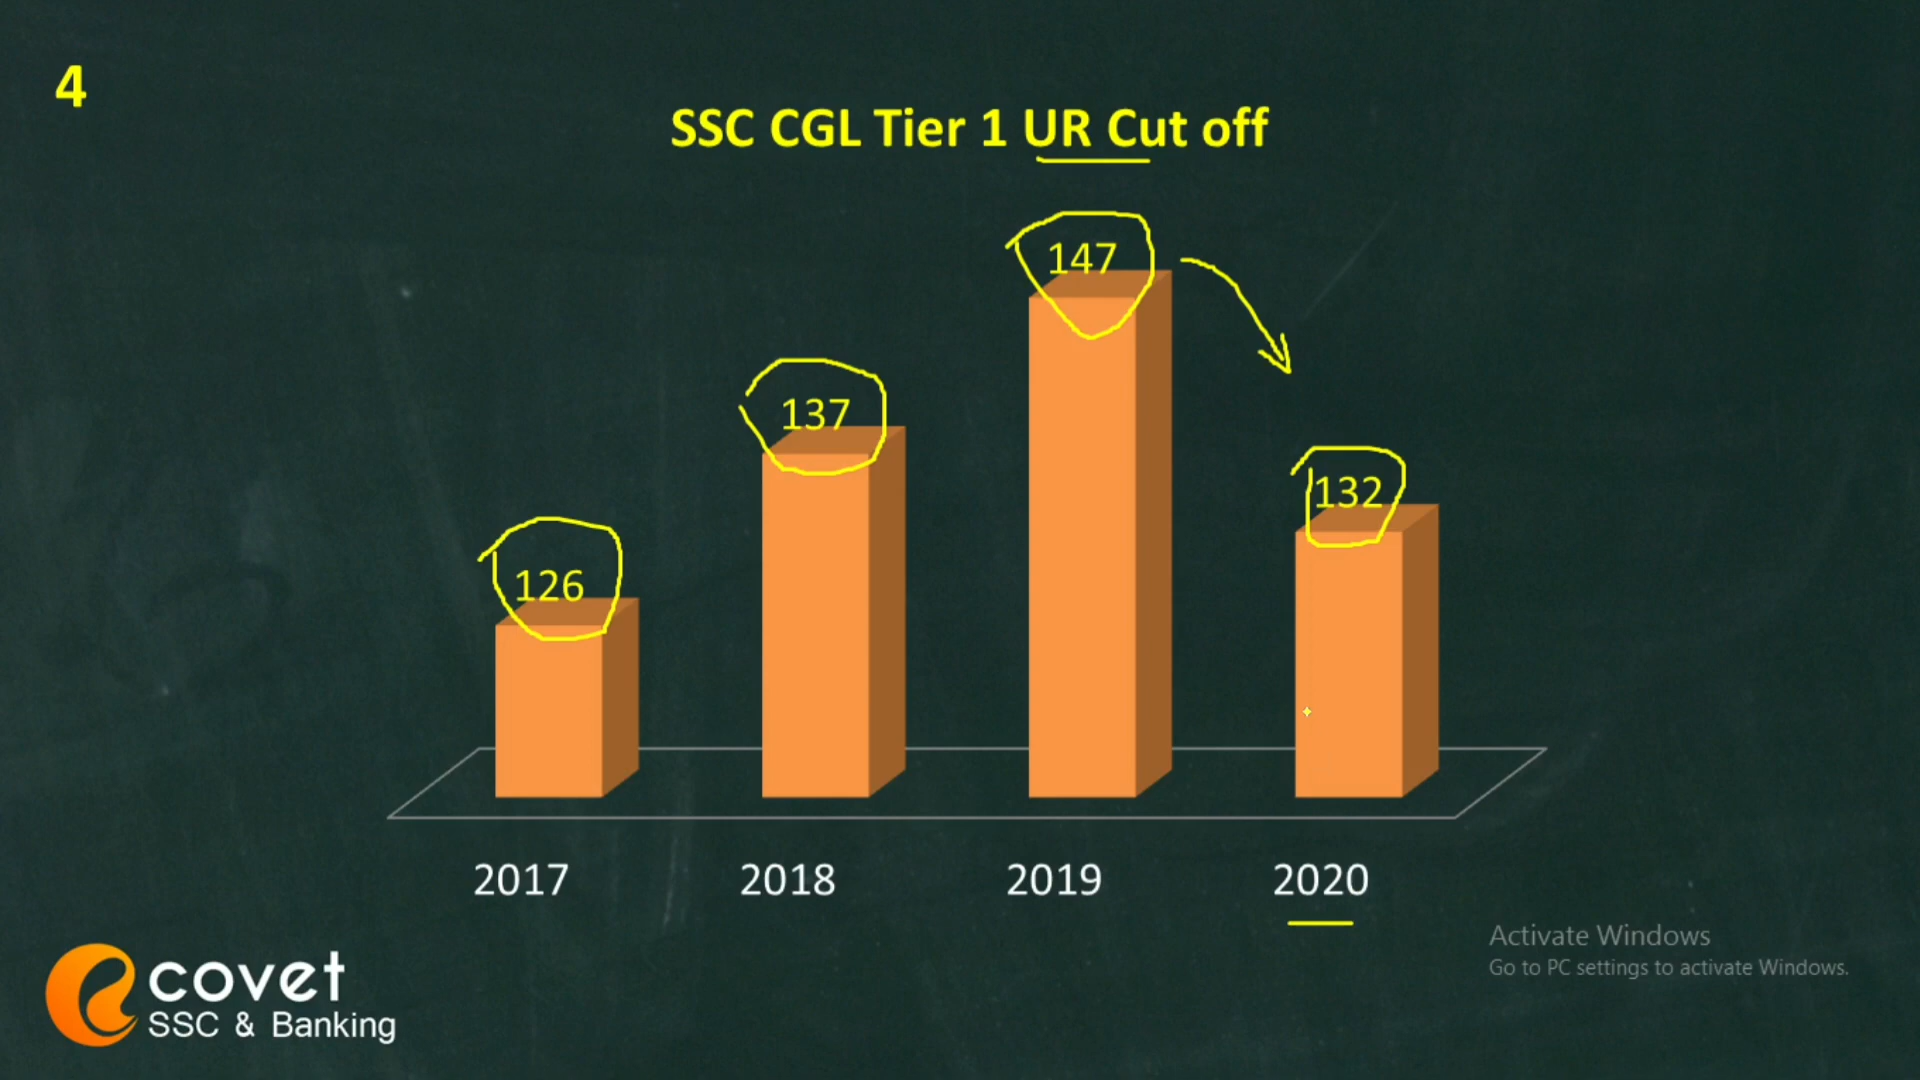 4
SSC CGL Tier 1 UR Cut off
147
137
132
126
2017 2018 2019 2020
Activate Windows
Go to PC settings to activate Windows.
covet
SSC & Banking